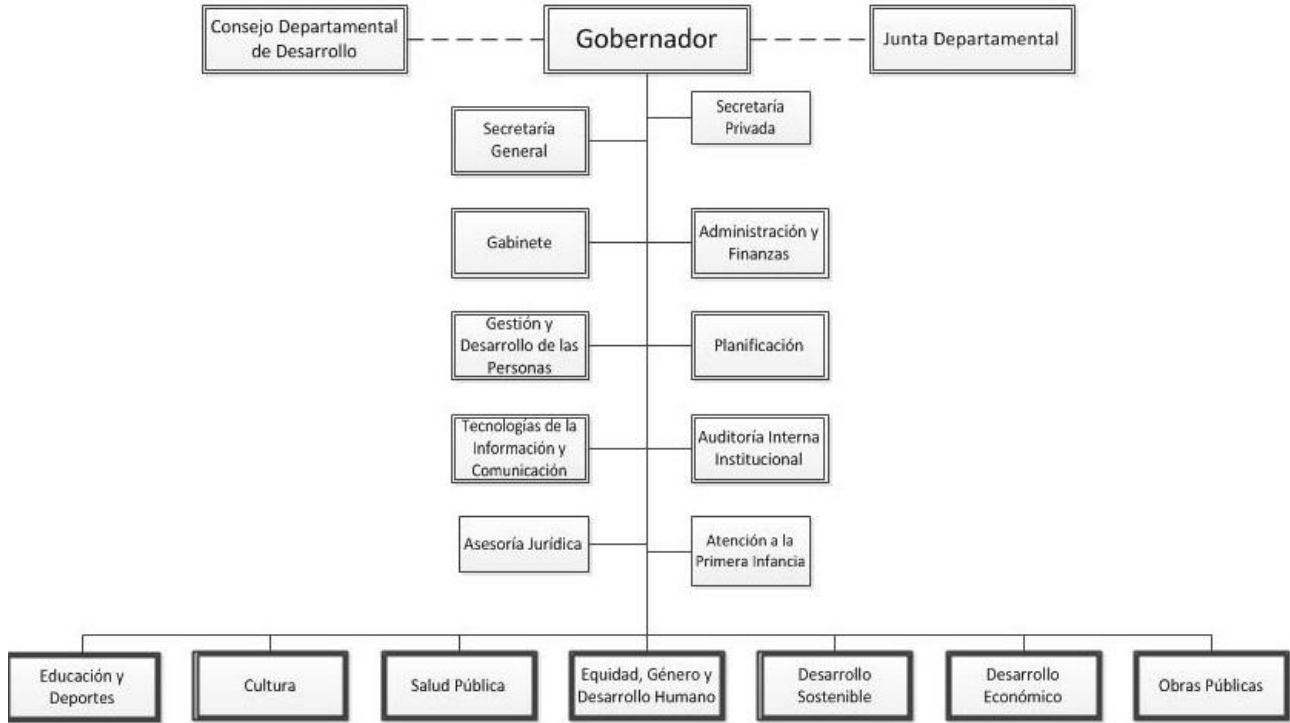 Consejo Departamental
de Desarrollo
Gobernador
Junta Departamental
Secretaría
General
Secretaría
Privada
Gabinete
Administración y
Finanzas
Gestión y
Desarrollo de las
Personas
Planificación
Tecnologías de la
Información y
Comunicación
Auditoría Interna
Institucional
Asesoría Jurídica
Atención a la
Primera Infancia
Educación y
Deportes
Cultura
Salud Pública
Equidad, Género y
Desarrollo Humano
Desarrollo
Sostenible
Desarrollo
Económico
Obras Públicas